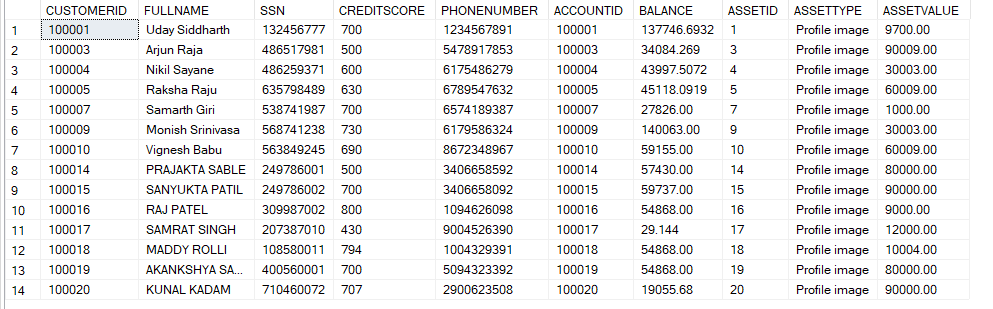 CUSTOMERID FULLNAME SSN CREDITSCORE PHONENUMBER ACCOUNTID BALANCE ASSETID ASSETTYPE ASSETVALUE
1 100001 Uday Siddharth 132456777 700 1234567891 100001 137746.6932 1 Profile image 9700.00
2 100003 Arjun Raja 486517981 500 5478917853 100003 34084.269 3 Profile image 90009.00
3 100004 Nikil Sayane 486259371 600 6175486279 100004 43997.5072 4 Profile image 30003.00
4 100005 Raksha Raju 635798489 630 6789547632 100005 45118.0919 5 Profile image 60009.00
5 100007 Samarth Giri 538741987 700 6574189387 100007 27826.00 7 Profile image 1000.00
6 100009 Monish Srinivasa 568741238 730 6179586324 100009 140063.00 9 Profile image 30003.00
7 100010 Vignesh Babu 563849245 690 8672348967 100010 59155.00 10 Profile image 60009.00
8 100014 PRAJAKTA SABLE 249786001 500 3406658592 100014 57430.00 14 Profile image 80000.00
9 100015 SANYUKTA PATIL 249786002 700 3406658092 100015 59737.00 15 Profile image 90000.00
10 100016 RAJ PATEL 309987002 800 1094626098 100016 54868.00 16 Profile image 9000.00
11 100017 SAMRAT SINGH 207387010 430 9004526390 100017 29.144 17 Profile image 12000.00
12 100018 MADDY ROLLI 108580011 794 1004329391 100018 54868.00 18 Profile image 10004.00
13 100019 AKANKSHYA SA... 400560001 700 5094323392 100019 54868.00 19 Profile image 80000.00
14 100020 KUNAL KADAM 710460072 707 2900623508 100020 19055.68 20 Profile image 90000.00